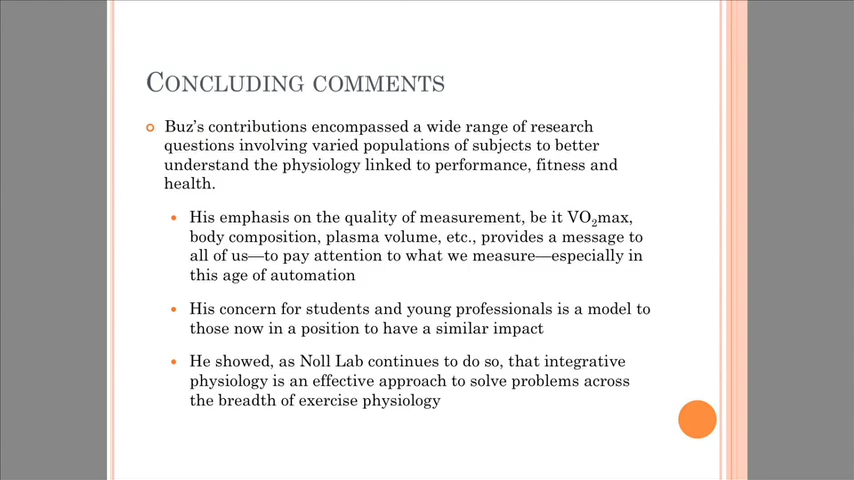 CONCLUDING COMMENTS
Buz's contributions encompassed a wide range of research
questions involving varied populations of subjects to better
understand the physiology linked to performance, fitness and
health.
His emphasis on the quality of measurement, be it VO₂max,
body composition, plasma volume, etc., provides a message to
all of us—to pay attention to what we measure—especially in
this age of automation
His concern for students and young professionals is a model to
those now in a position to have a similar impact
He showed, as Noll Lab continues to do so, that integrative
physiology is an effective approach to solve problems across
the breadth of exercise physiology